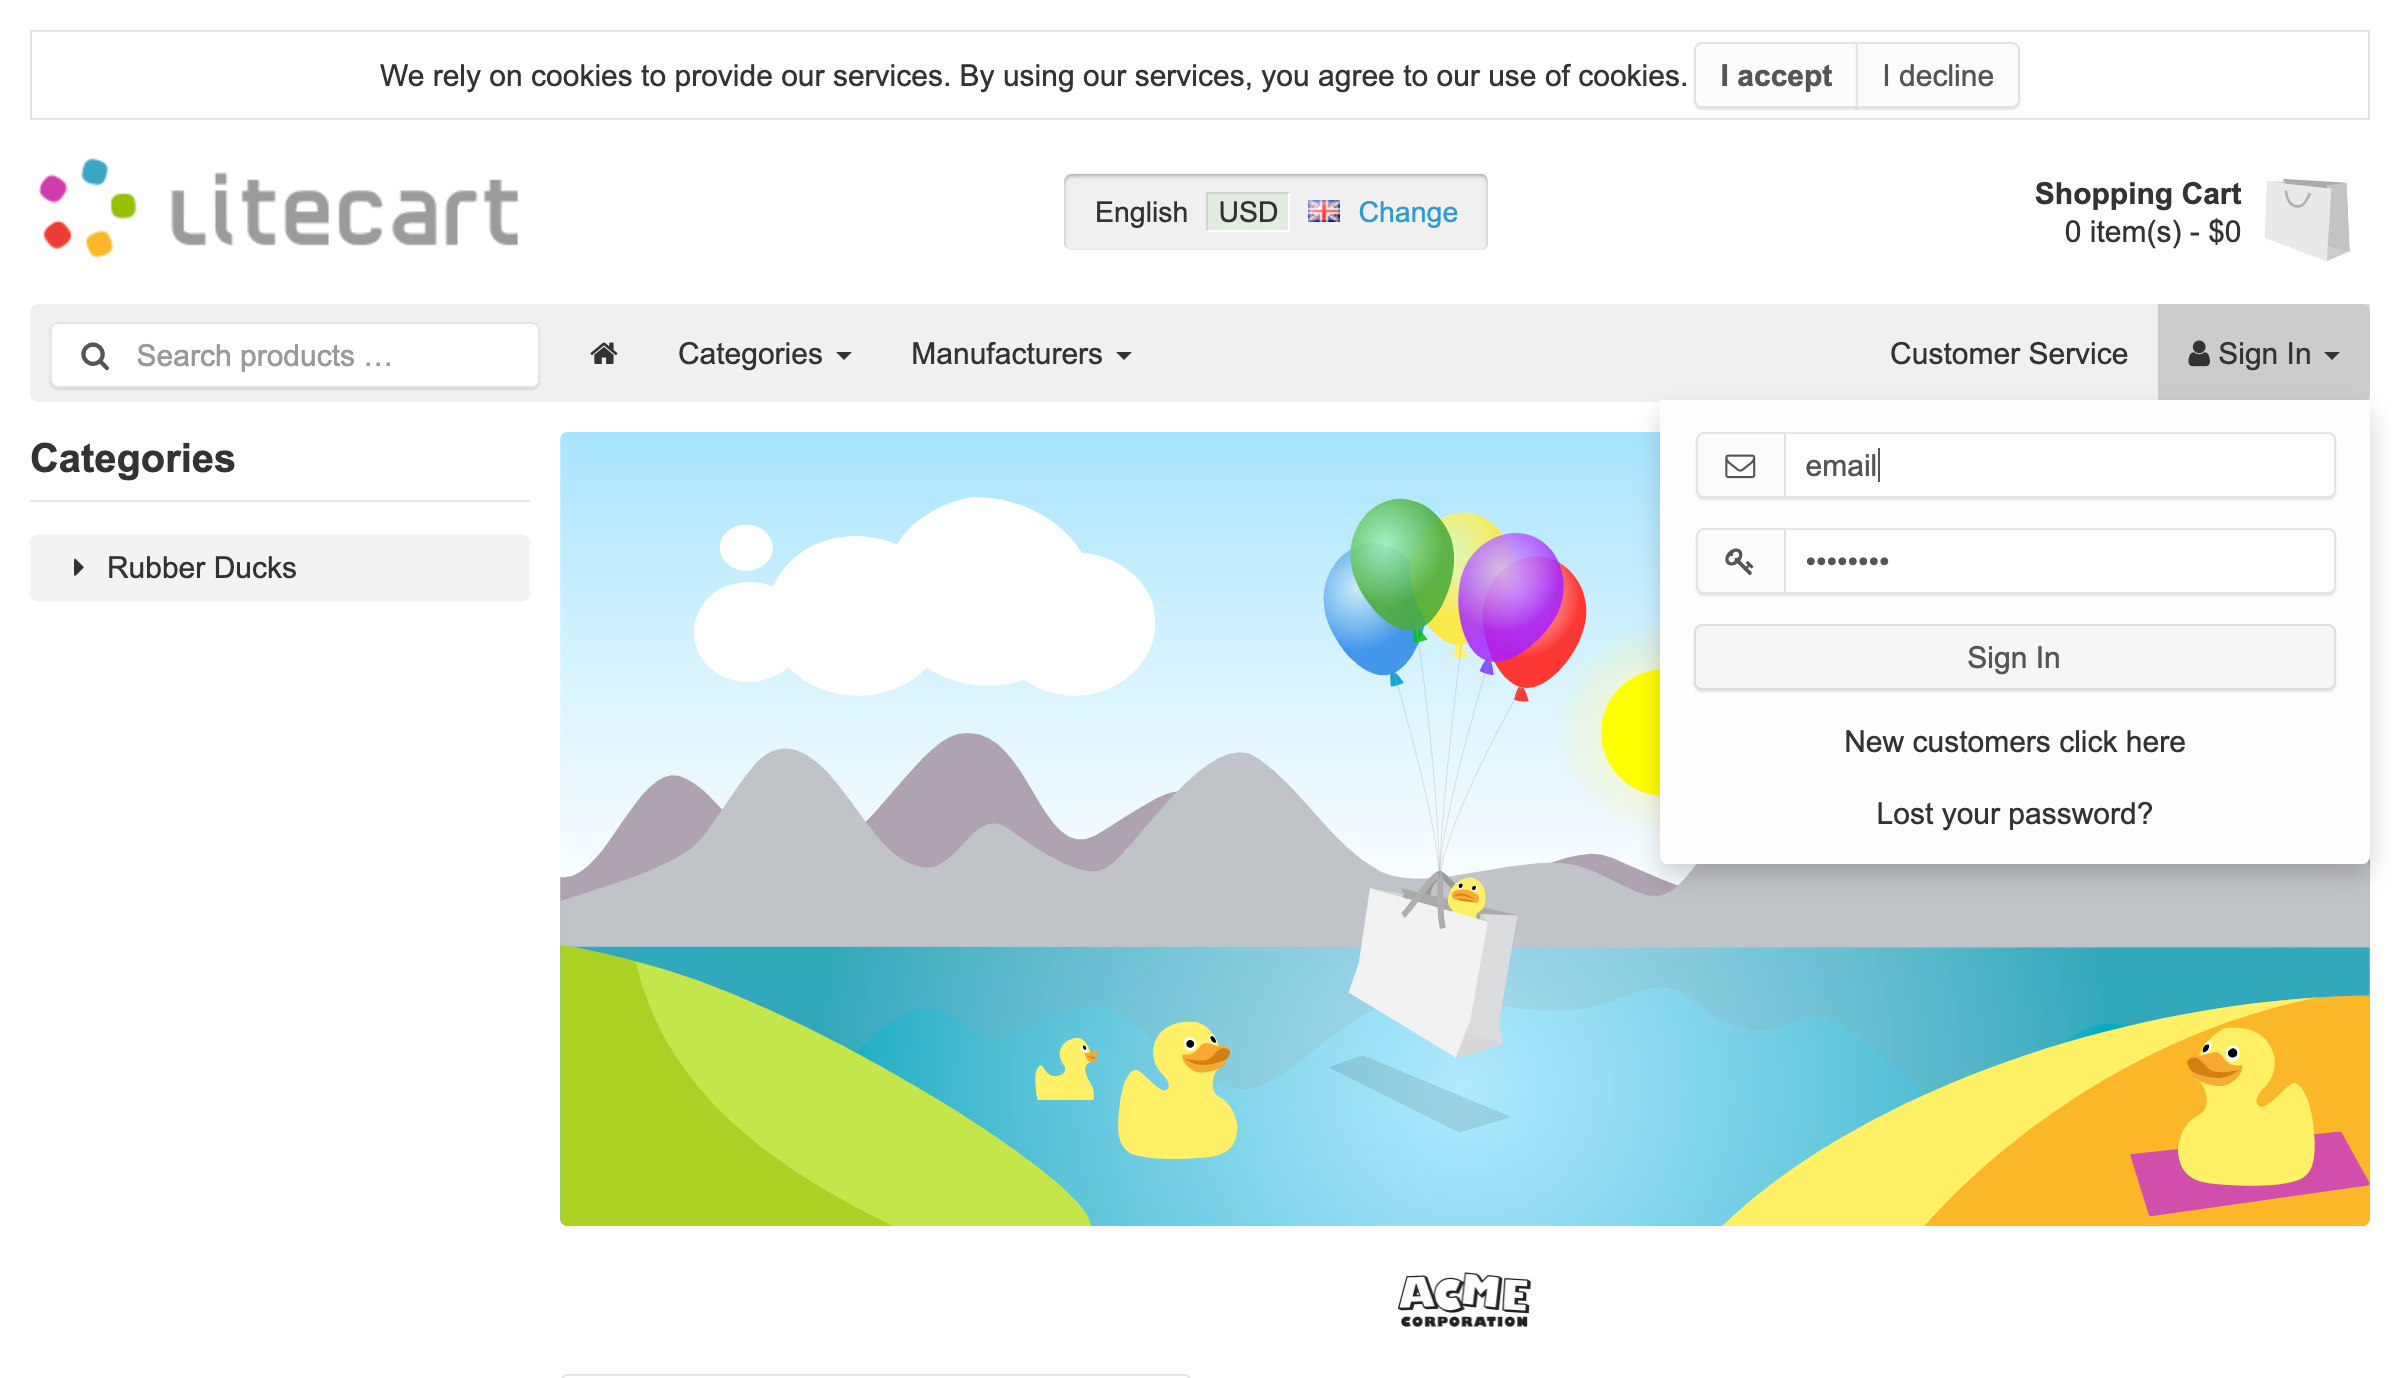 We rely on cookies to provide our services. By using our services, you agree to our use of cookies. I accept I decline
Litecart
English USD Change
Shopping Cart
0 item(s) - $0
Search products …
Categories
Manufacturers
Customer Service
Sign In
Categories
Rubber Ducks
email
••••••••
Sign In
New customers click here
Lost your password?
ACME
CORPORATION